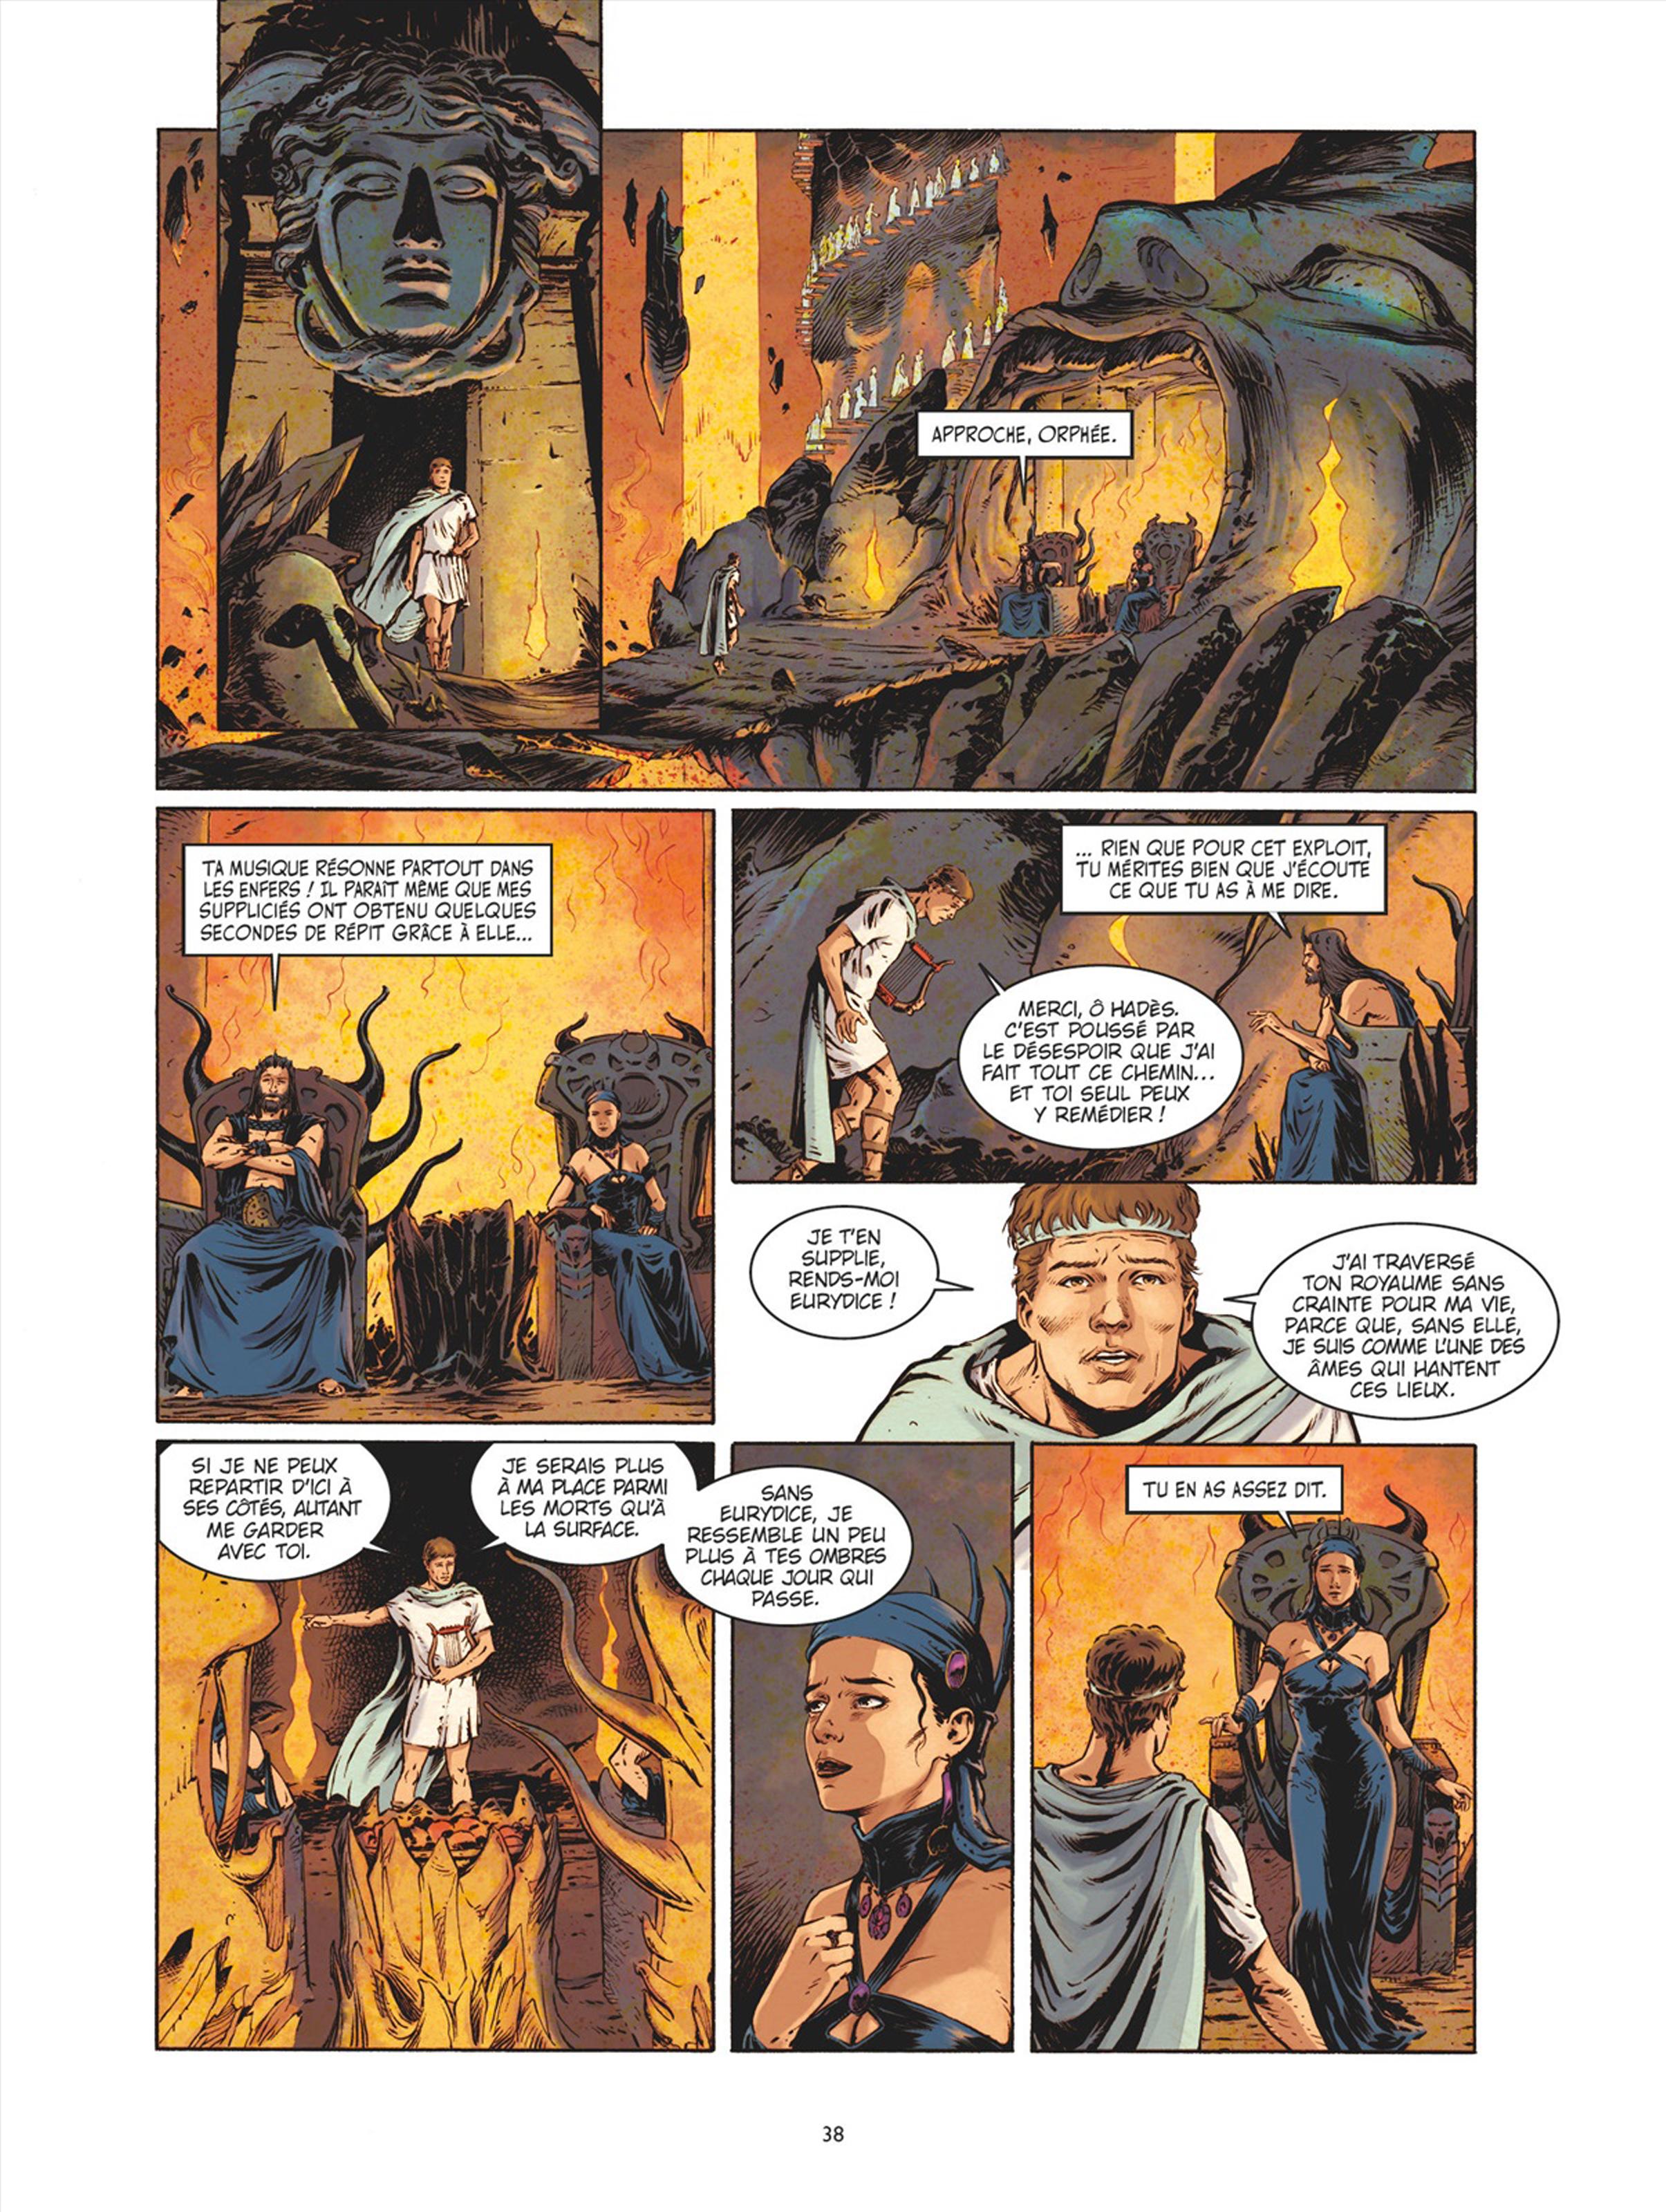 APPROCHE, ORPHÉE.
TA MUSIQUE RÉSONNE PARTOUT DANS
LES ENFERS ! IL PARAIT MÊME QUE MES
SUPPLICIÉS ONT OBTENU QUELQUES
SECONDES DE RÉPIT GRÂCE À ELLE...
... RIEN QUE POUR CET EXPLOIT,
TU MÉRITES BIEN QUE J'ÉCOUTE
CE QUE TU AS À ME DIRE.
MERCI, Ô HADÈS.
C'EST POUSSÉ PAR
LE DÉSESPOIR QUE J'AI
FAIT TOUT CE CHEMIN...
ET TOI SEUL PEUX
Y REMÉDIER !
JE T'EN
SUPPLIE,
RENDS-MOI
EURYDICE !
J'AI TRAVERSÉ
TON ROYAUME SANS
CRAINTE POUR MA VIE,
PARCE QUE, SANS ELLE,
JE SUIS COMME L'UNE DES
ÂMES QUI HANTENT
CES LIEUX.
SI JE NE PEUX
REPARTIR D'ICI À
SES CÔTÉS, AUTANT
ME GARDER
AVEC TOI.
JE SERAIS PLUS
À MA PLACE PARMI
LES MORTS QU'À
LA SURFACE.
SANS
EURYDICE, JE
RESSEMBLE UN PEU
PLUS À TES OMBRES
CHAQUE JOUR QUI
PASSE.
TU EN AS ASSEZ DIT.
38